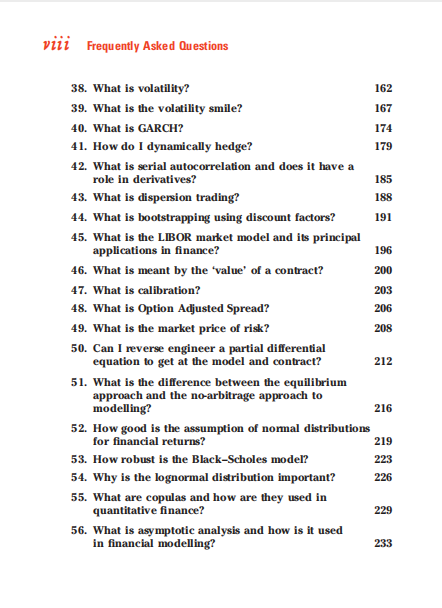 viii Frequently Asked Questions
38. What is volatility? 162
39. What is the volatility smile? 167
40. What is GARCH? 174
41. How do I dynamically hedge? 179
42. What is serial autocorrelation and does it have a
role in derivatives? 185
43. What is dispersion trading? 188
44. What is bootstrapping using discount factors? 191
45. What is the LIBOR market model and its principal
applications in finance? 196
46. What is meant by the ‘value’ of a contract? 200
47. What is calibration? 203
48. What is Option Adjusted Spread? 206
49. What is the market price of risk? 208
50. Can I reverse engineer a partial differential
equation to get at the model and contract? 212
51. What is the difference between the equilibrium
approach and the no-arbitrage approach to
modelling? 216
52. How good is the assumption of normal distributions
for financial returns? 219
53. How robust is the Black–Scholes model? 223
54. Why is the lognormal distribution important? 226
55. What are copulas and how are they used in
quantitative finance? 229
56. What is asymptotic analysis and how is it used
in financial modelling? 233